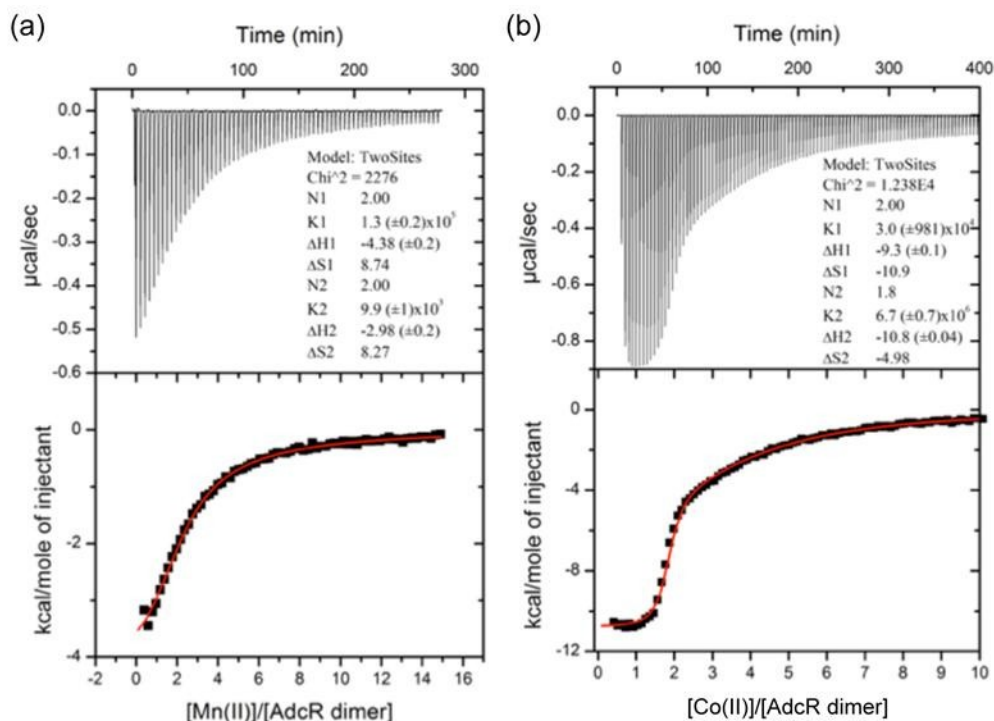 (a)
Time (min)
0 100 200 300
0.0
-0.1
-0.2
-0.3
-0.4
-0.5
-0.6
µcal/sec
Model: TwoSites
Chi^2 = 2276
N1 2.00
K1 1.3 (±0.2)x10⁵
ΔH1 -4.38 (±0.2)
ΔS1 8.74
N2 2.00
K2 9.9 (±1)x10³
ΔH2 -2.98 (±0.2)
ΔS2 8.27
0
-2
-4
kcal/mole of injectant
-2 0 2 4 6 8 10 12 14 16
[Mn(II)]/[AdcR dimer]
(b)
Time (min)
0 100 200 300 400
0.0
-0.2
-0.4
-0.6
-0.8
µcal/sec
Model: TwoSites
Chi^2 = 1.238E4
N1 2.00
K1 3.0 (±981)x10⁴
ΔH1 -9.3 (±0.1)
ΔS1 -10.9
N2 1.8
K2 6.7 (±0.7)x10⁶
ΔH2 -10.8 (±0.04)
ΔS2 -4.98
0
-4
-8
-12
kcal/mole of injectant
0 1 2 3 4 5 6 7 8 9 10
[Co(II)]/[AdcR dimer]